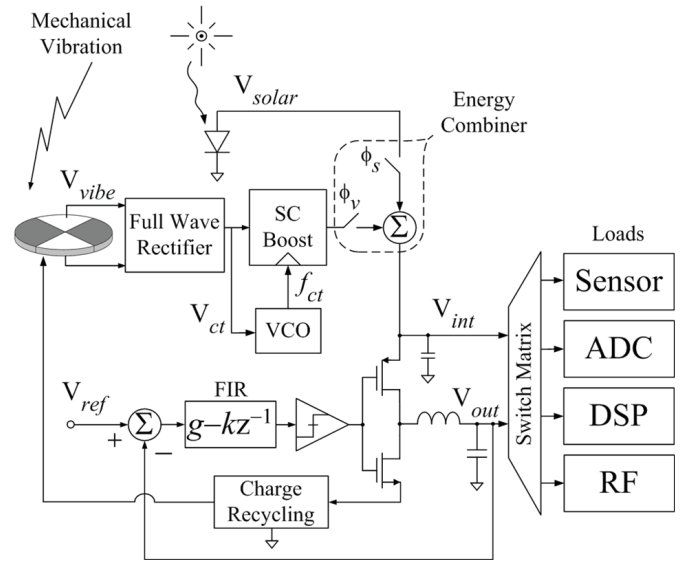 Mechanical
Vibration
V_solar
Energy
Combiner
ϕ_s
ϕ_v
V_vibe
Full Wave
Rectifier
SC
Boost
Σ
Loads
Sensor
ADC
DSP
RF
f_ct
V_ct
VCO
V_int
Switch Matrix
V_ref
FIR
Σ
+
−
g−kz⁻¹
V_out
Charge
Recycling